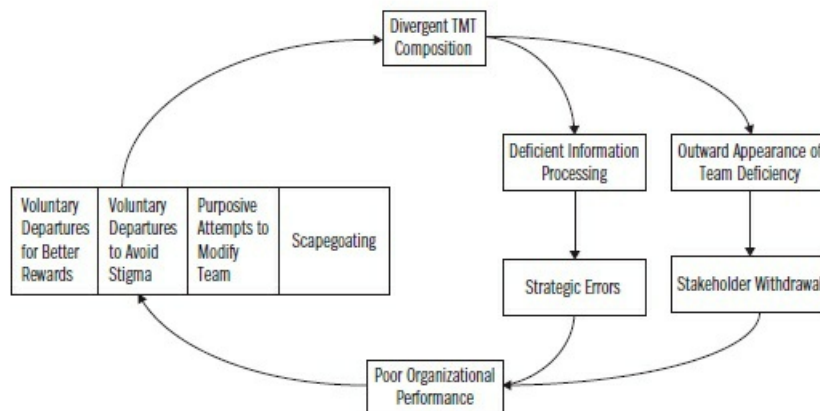 Divergent TMT
Composition
Deficient Information
Processing
Outward Appearance of
Team Deficiency
Voluntary
Departures
for Better
Rewards
Voluntary
Departures
to Avoid
Stigma
Purposive
Attempts to
Modify
Team
Scapegoating
Strategic Errors
Stakeholder Withdrawal
Poor Organizational
Performance